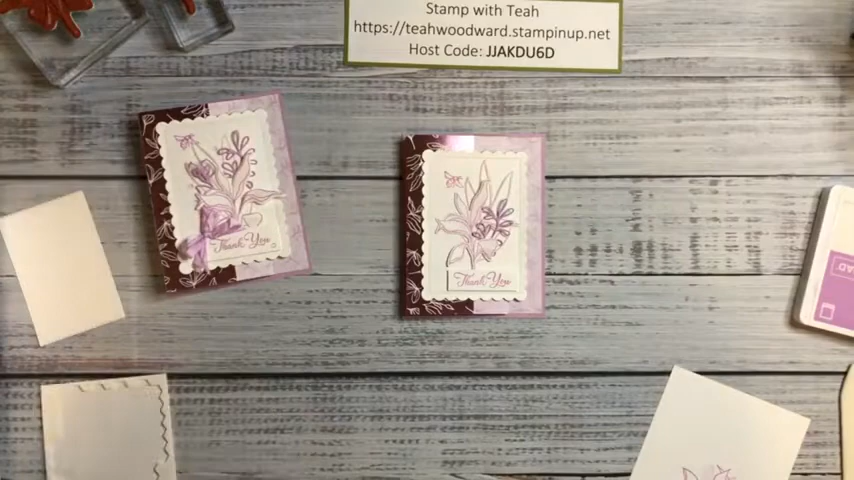 Stamp with Teah
https://teahwoodward.stampinup.net
Host Code: JJAKDU6D
Thank You
Thank You